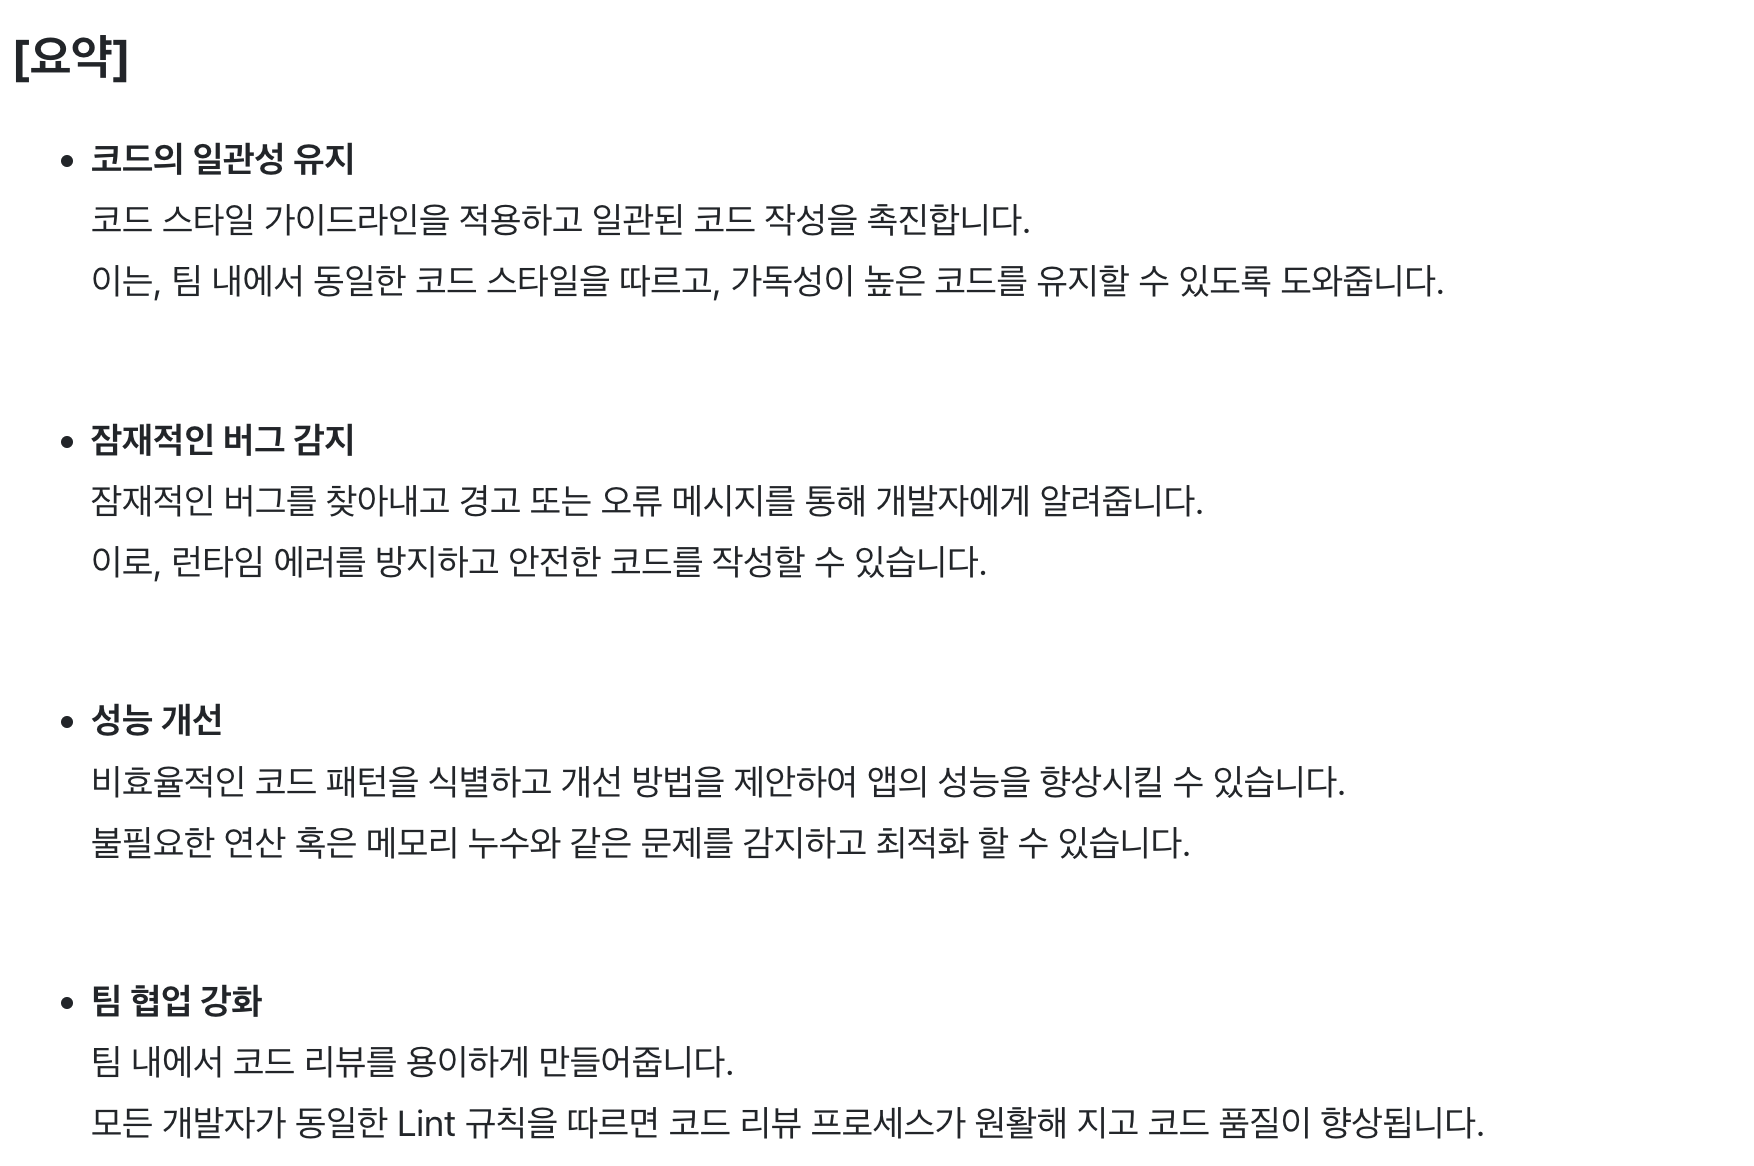 [요약]
코드의 일관성 유지
코드 스타일 가이드라인을 적용하고 일관된 코드 작성을 촉진합니다.
이는, 팀 내에서 동일한 코드 스타일을 따르고, 가독성이 높은 코드를 유지할 수 있도록 도와줍니다.
잠재적인 버그 감지
잠재적인 버그를 찾아내고 경고 또는 오류 메시지를 통해 개발자에게 알려줍니다.
이로, 런타임 에러를 방지하고 안전한 코드를 작성할 수 있습니다.
성능 개선
비효율적인 코드 패턴을 식별하고 개선 방법을 제안하여 앱의 성능을 향상시킬 수 있습니다.
불필요한 연산 혹은 메모리 누수와 같은 문제를 감지하고 최적화 할 수 있습니다.
팀 협업 강화
팀 내에서 코드 리뷰를 용이하게 만들어줍니다.
모든 개발자가 동일한 Lint 규칙을 따르면 코드 리뷰 프로세스가 원활해 지고 코드 품질이 향상됩니다.